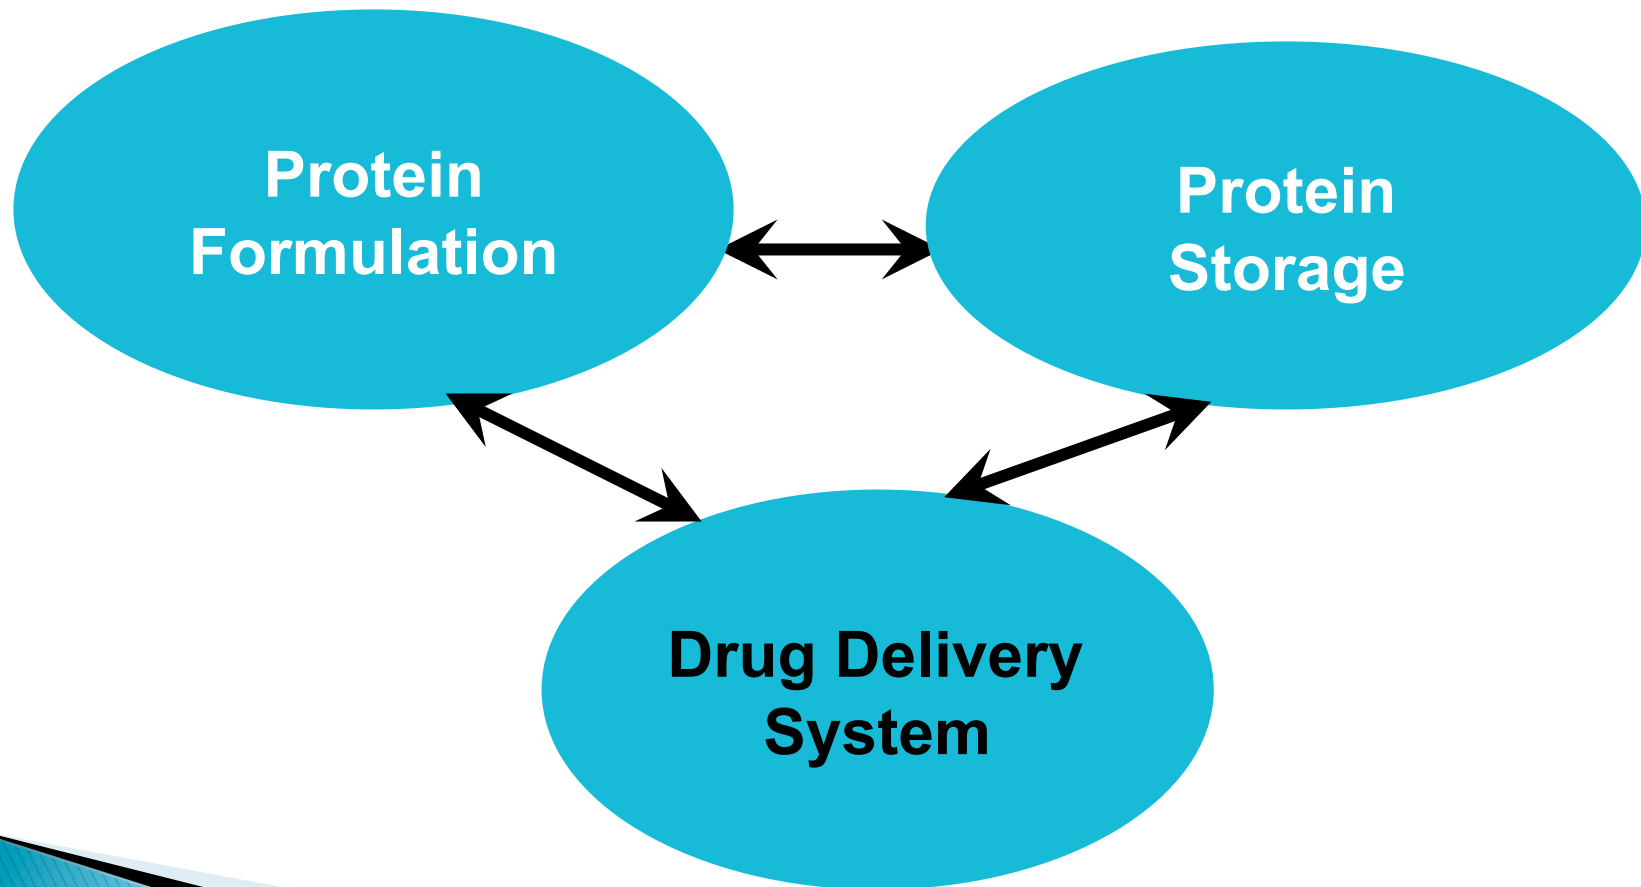 Protein
Formulation
Protein
Storage
Drug Delivery
System